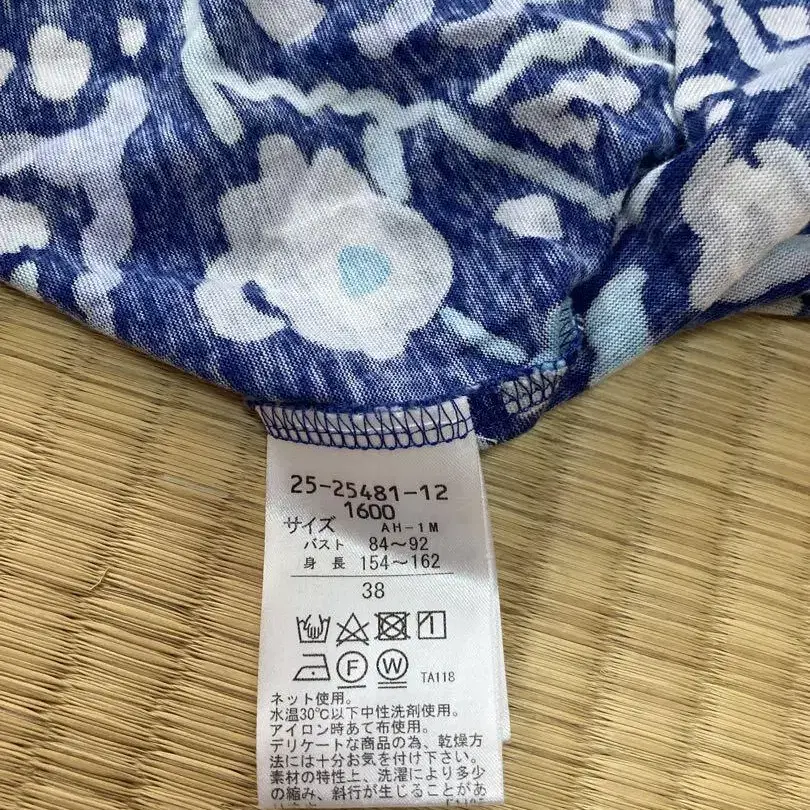 25-25481-12
1600
サイズ AH-1M
バスト 84〜92
身長 154〜162
38
F W TA118
ネット使用。
水温30℃以下中性洗剤使用。
アイロン時あて布使用。
デリケートな商品の為、乾燥方
法には十分お気を付け下さい。
素材の特性上、洗濯により多少
の縮み、斜行が生じることがあ